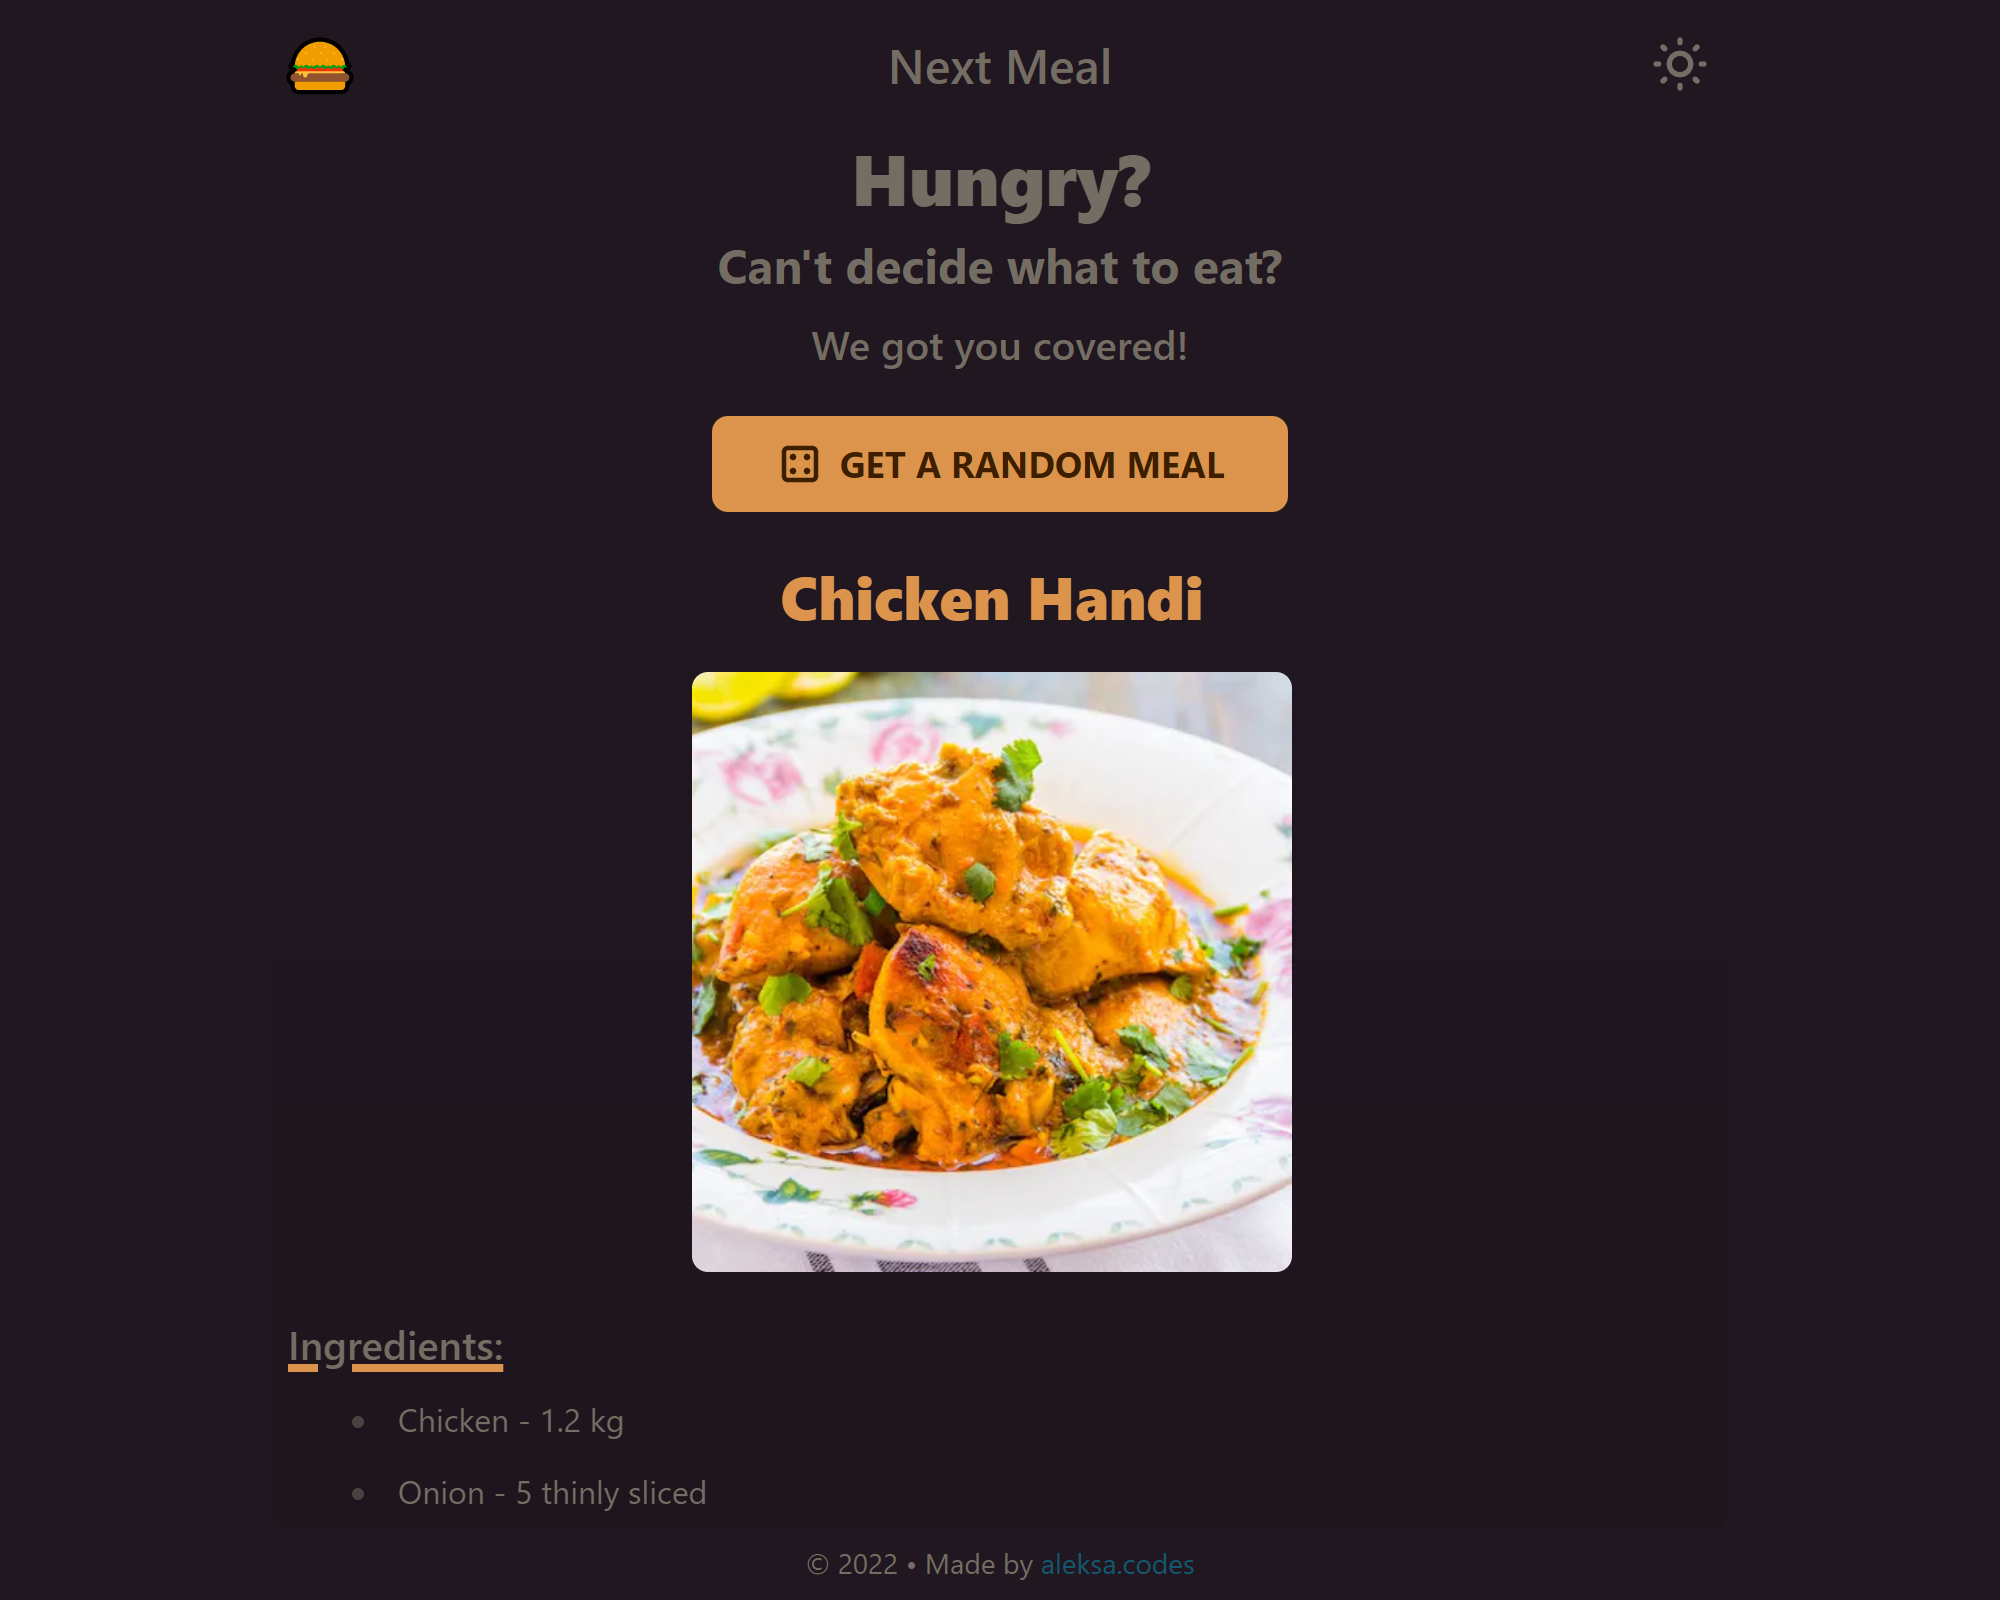 Next Meal
Hungry?
Can't decide what to eat?
We got you covered!
GET A RANDOM MEAL
Chicken Handi
Ingredients:
• Chicken - 1.2 kg
• Onion - 5 thinly sliced
© 2022 • Made by aleksa.codes